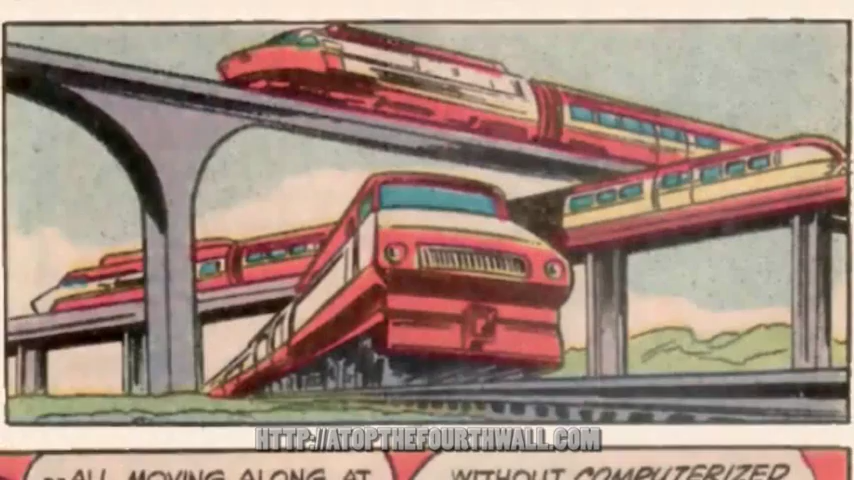 HTTP://ATOPTHEFOURTHWALL.COM
--ALL MOVING ALONG AT
WITHOUT COMPUTERIZED